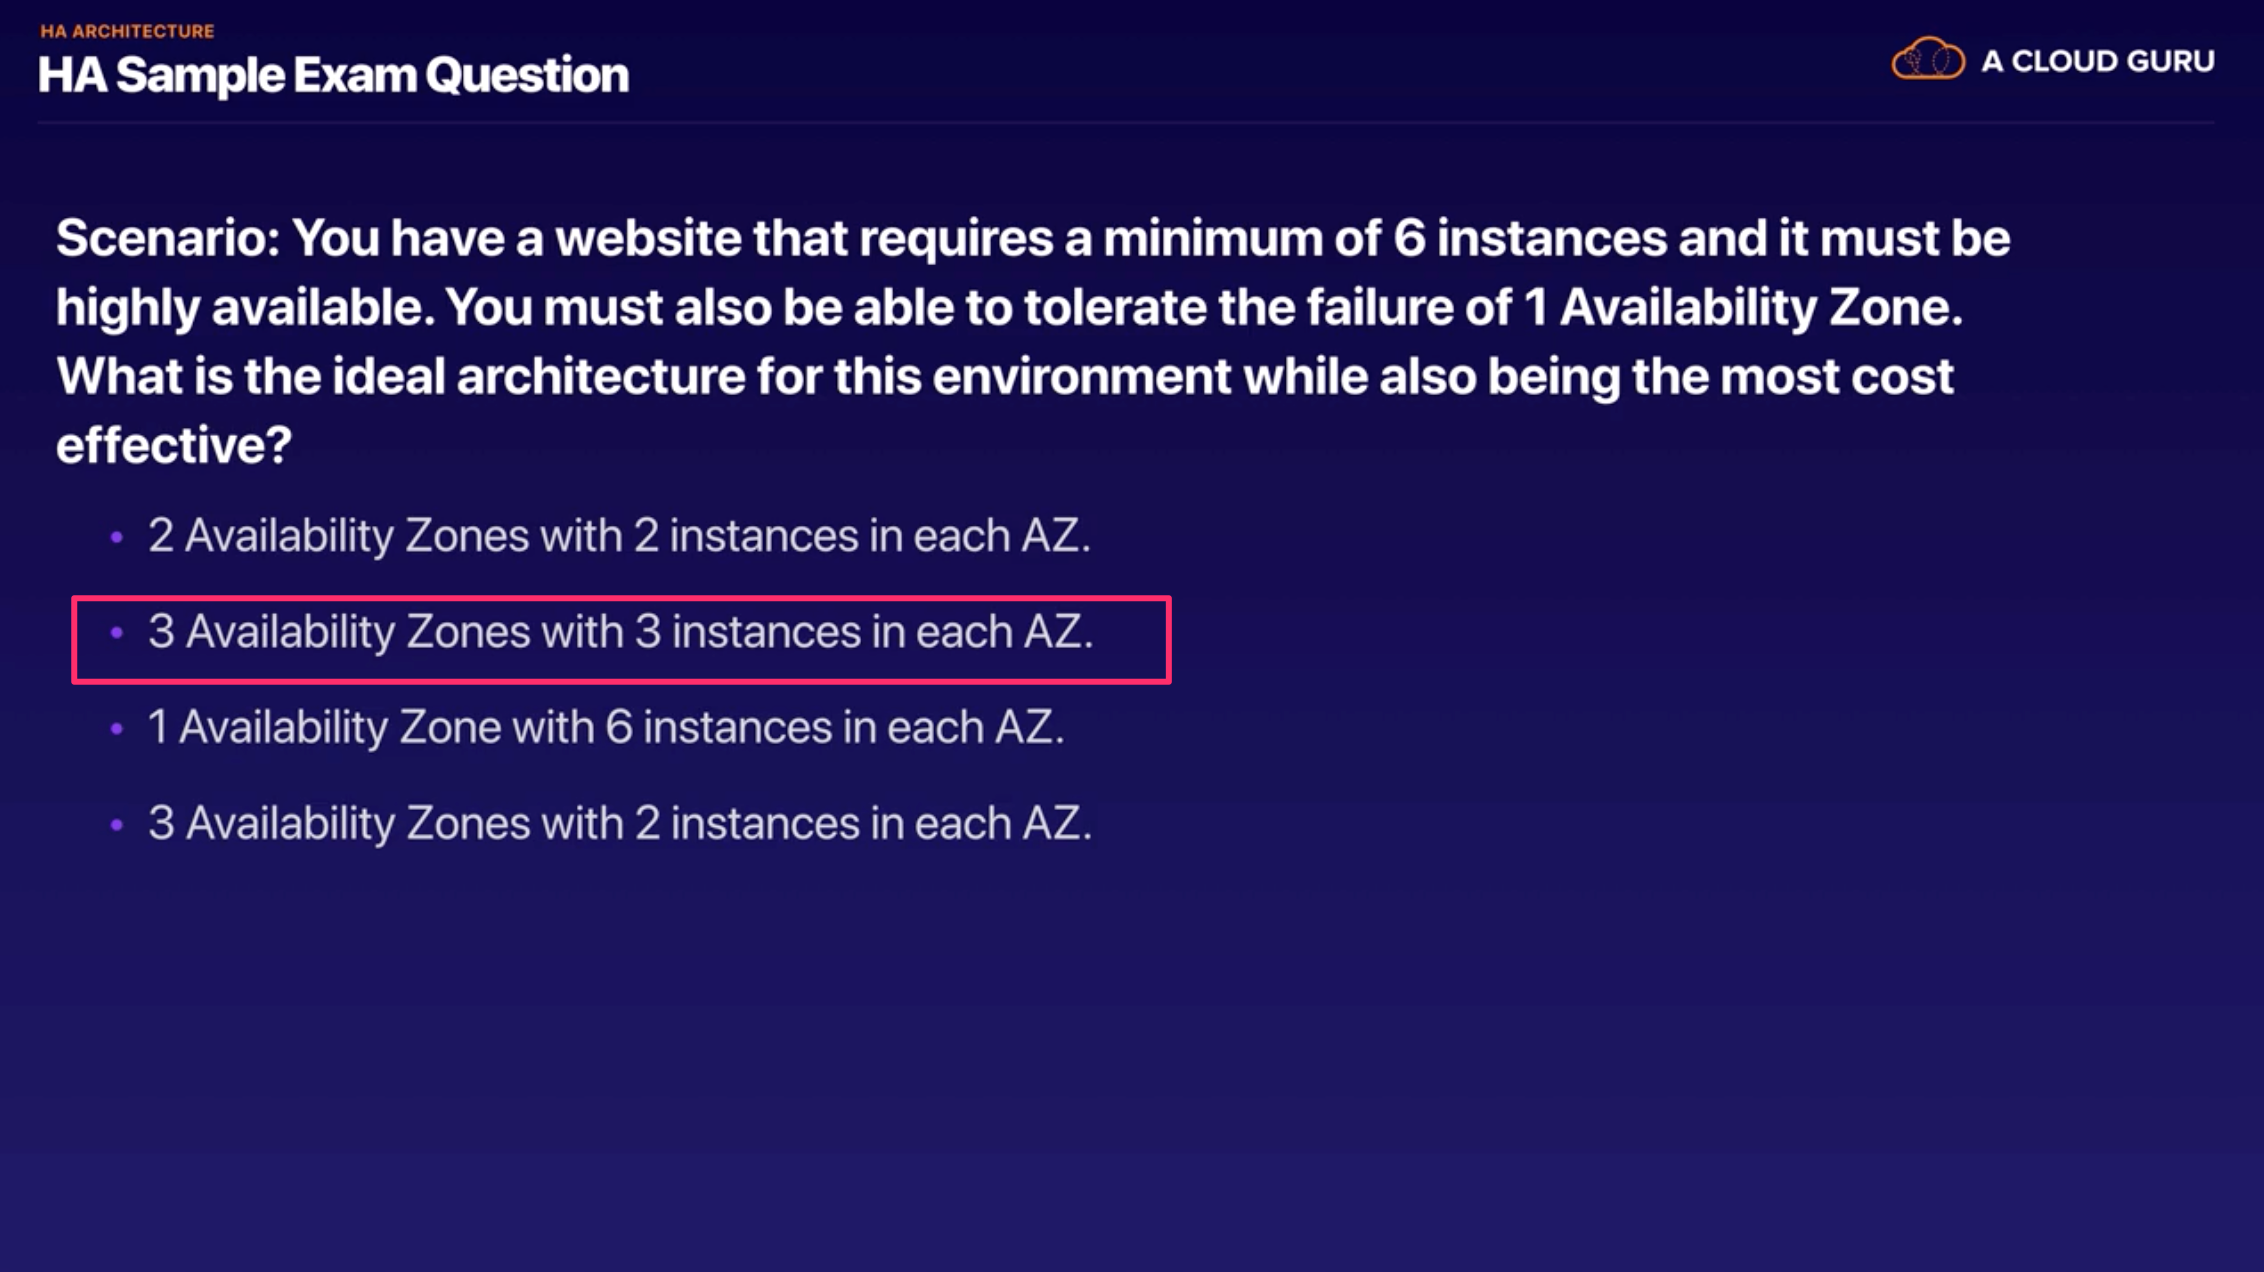 HA ARCHITECTURE
HA Sample Exam Question
A CLOUD GURU
Scenario: You have a website that requires a minimum of 6 instances and it must be
highly available. You must also be able to tolerate the failure of 1 Availability Zone.
What is the ideal architecture for this environment while also being the most cost
effective?
• 2 Availability Zones with 2 instances in each AZ.
• 3 Availability Zones with 3 instances in each AZ.
• 1 Availability Zone with 6 instances in each AZ.
• 3 Availability Zones with 2 instances in each AZ.